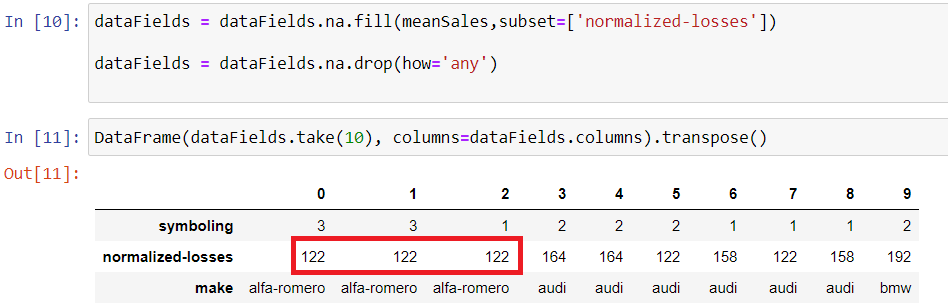 In [10]: dataFields = dataFields.na.fill(meanSales,subset=['normalized-losses'])
dataFields = dataFields.na.drop(how='any')
In [11]: DataFrame(dataFields.take(10), columns=dataFields.columns).transpose()
Out[11]:
0 1 2 3 4 5 6 7 8 9
symboling 3 3 1 2 2 2 1 1 1 2
normalized-losses 122 122 122 164 164 122 158 122 158 192
make alfa-romero alfa-romero alfa-romero audi audi audi audi audi audi bmw